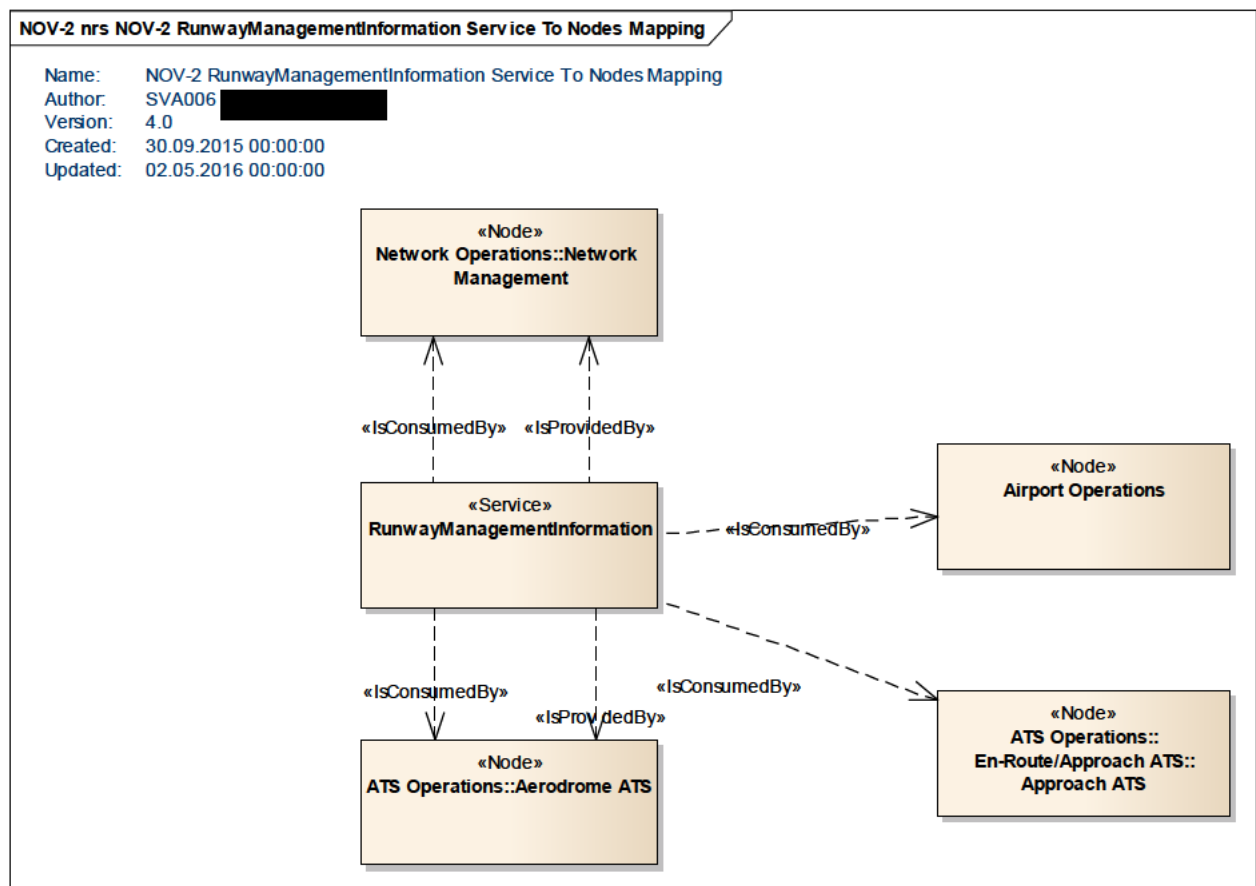 NOV-2 nrs NOV-2 RunwayManagementInformation Service To Nodes Mapping
Name: NOV-2 RunwayManagementInformation Service To Nodes Mapping
Author: SVA006
Version: 4.0
Created: 30.09.2015 00:00:00
Updated: 02.05.2016 00:00:00
«Node»
Network Operations::Network
Management
«IsConsumedBy» «IsProvidedBy»
«Service»
RunwayManagementInformation
«IsConsumedBy»
«Node»
Airport Operations
«IsConsumedBy»
«IsProvidedBy»
«IsConsumedBy»
«Node»
ATS Operations::Aerodrome ATS
«Node»
ATS Operations::
En-Route/Approach ATS::
Approach ATS